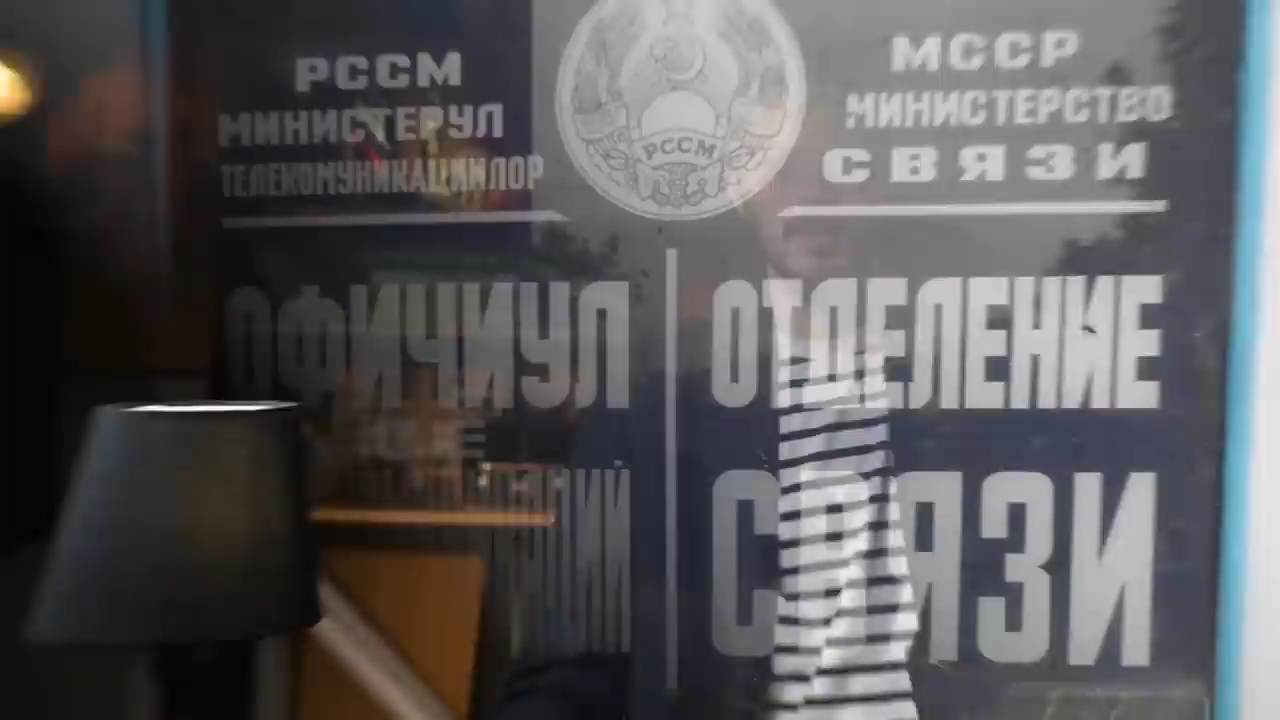 РССМ
МИНИСТЕРУЛ
ТЕЛЕКОМУНИКАЦИИЛОР
РССМ
МССР
МИНИСТЕРСТВО
СВЯЗИ
ОФИЧИУЛ
ОТДЕЛЕНИЕ
СВЯЗИ